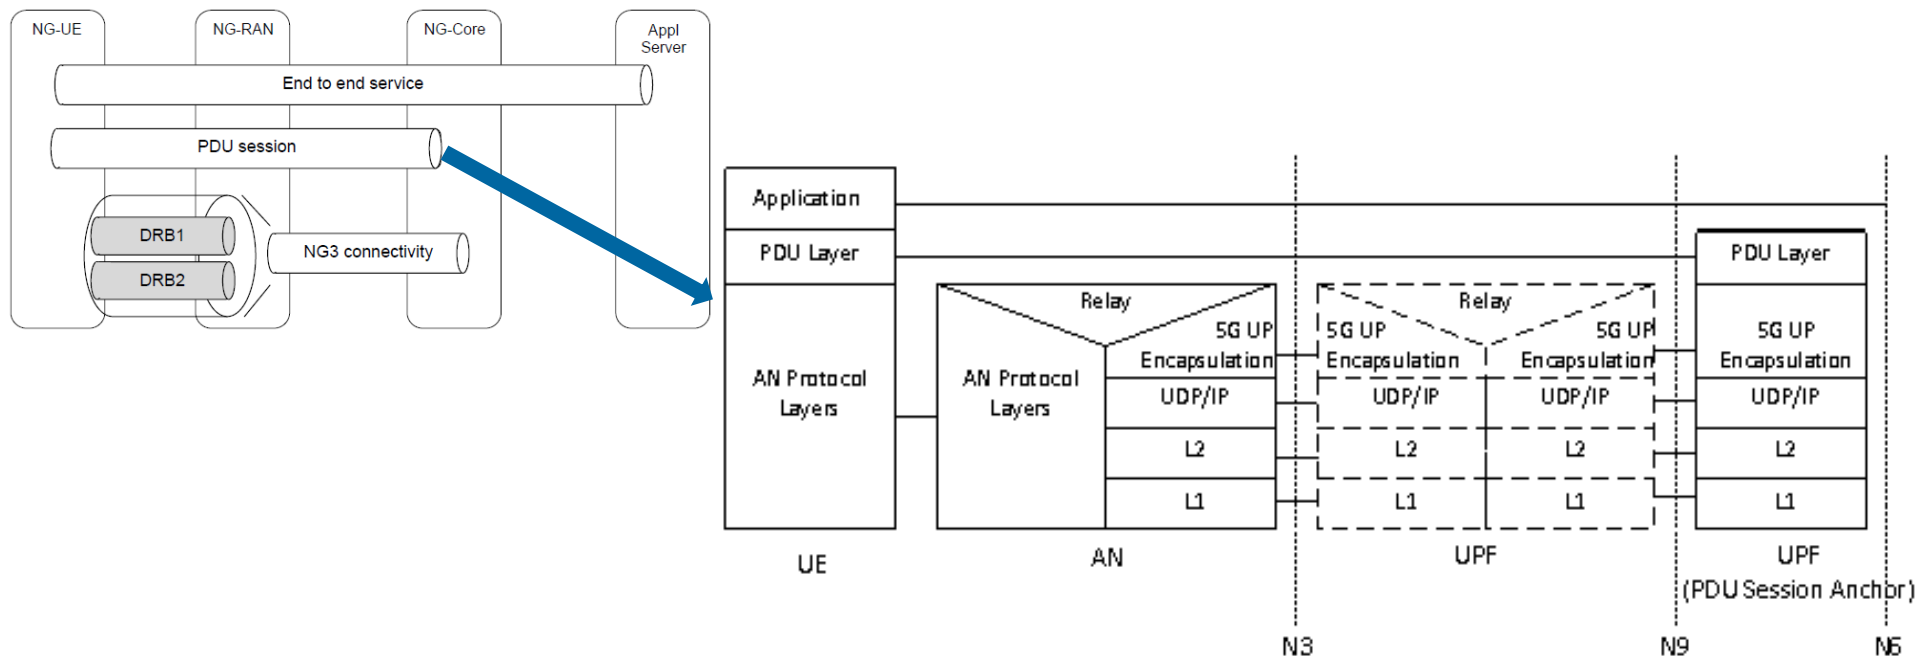 NG-UE
NG-RAN
NG-Core
Appl
Server
End to end service
PDU session
DRB1
DRB2
NG3 connectivity
Application
PDU Layer
AN Protocol
Layers
UE
Relay
AN Protocol
Layers
5G UP
Encapsulation
UDP/IP
L2
L1
AN
N3
Relay
5G UP
Encapsulation
UDP/IP
L2
L1
5G UP
Encapsulation
UDP/IP
L2
L1
UPF
N9
PDU Layer
5G UP
Encapsulation
UDP/IP
L2
L1
UPF
(PDU Session Anchor)
N6